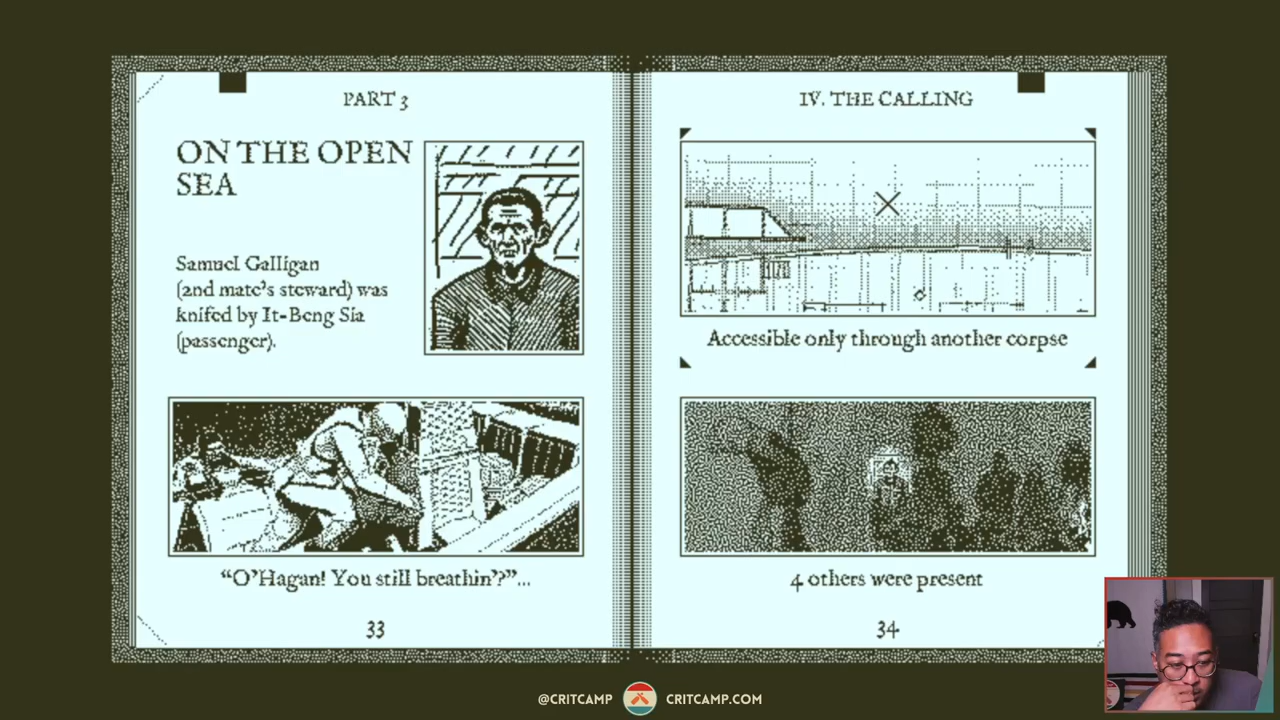 PART 3
ON THE OPEN
SEA
Samuel Galligan
(2nd mate's steward) was
knifed by It-Beng Sia
(passenger).
"O'Hagan! You still breathin'?"...
33
IV. THE CALLING
Accessible only through another corpse
4 others were present
34
@CRITCAMP
CRITCAMP.COM